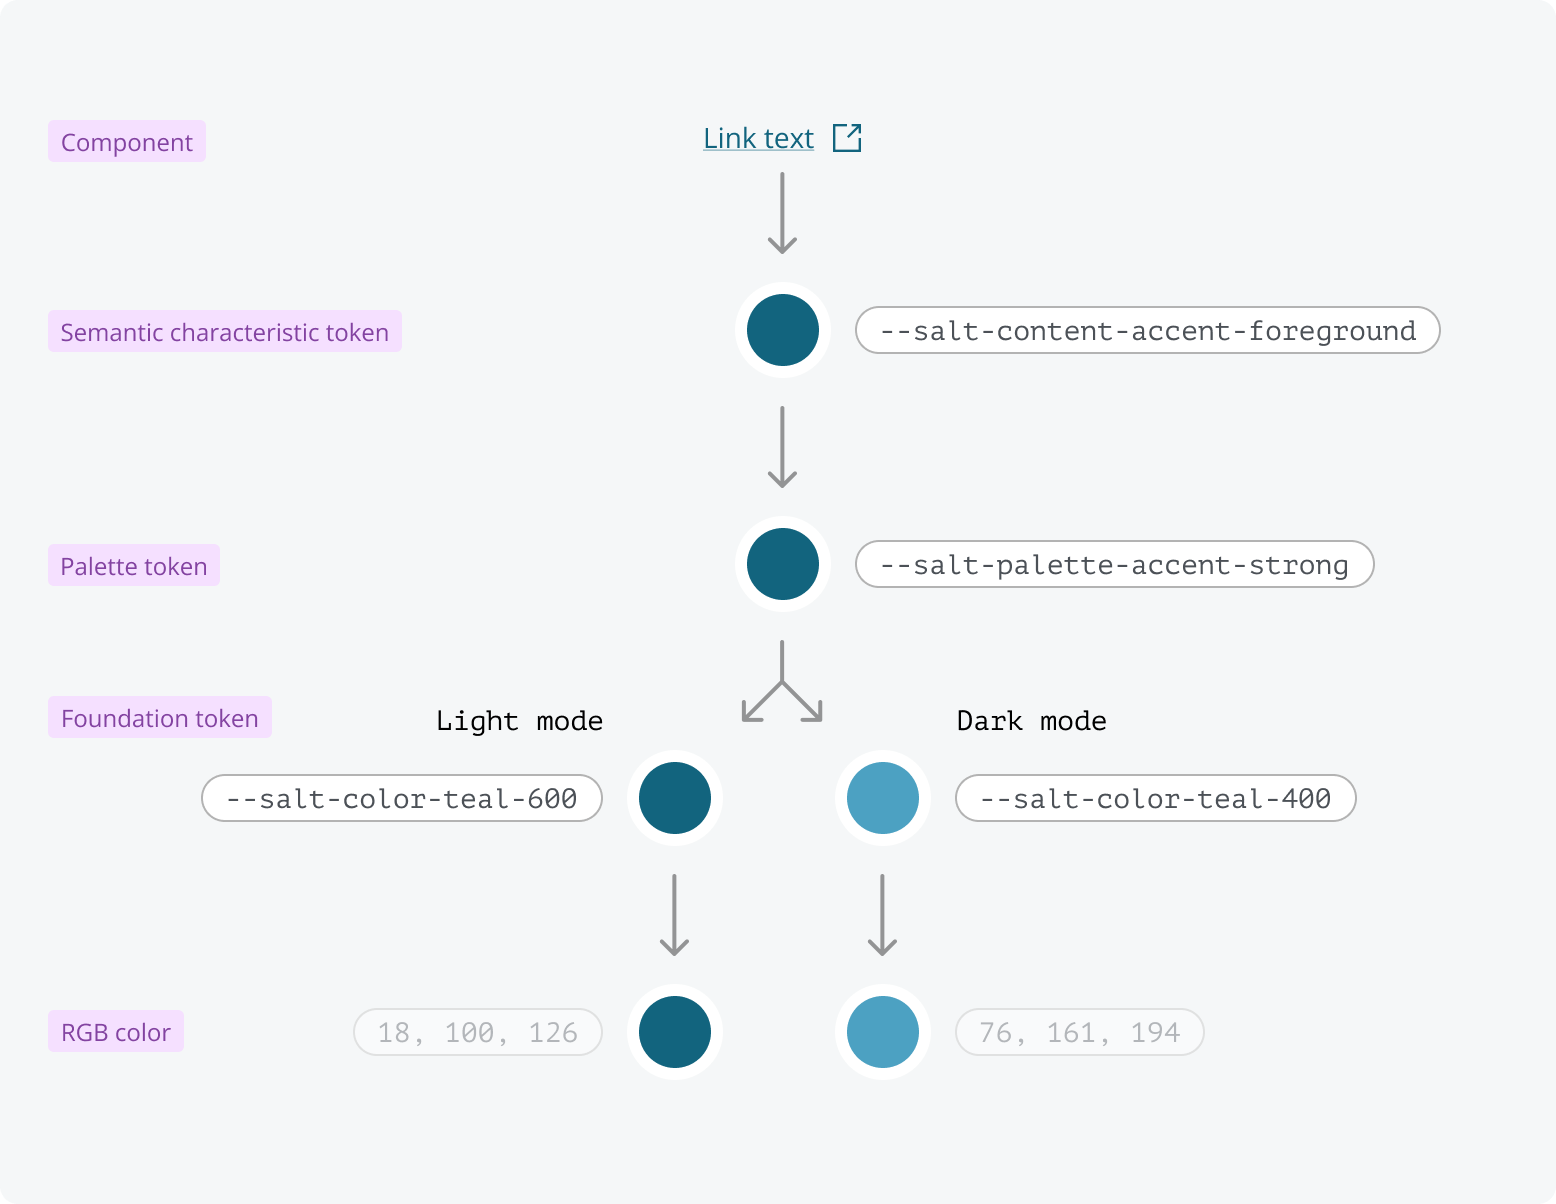 Component
Link text
Semantic characteristic token
--salt-content-accent-foreground
Palette token
--salt-palette-accent-strong
Foundation token
Light mode
Dark mode
--salt-color-teal-600
--salt-color-teal-400
RGB color
18, 100, 126
76, 161, 194